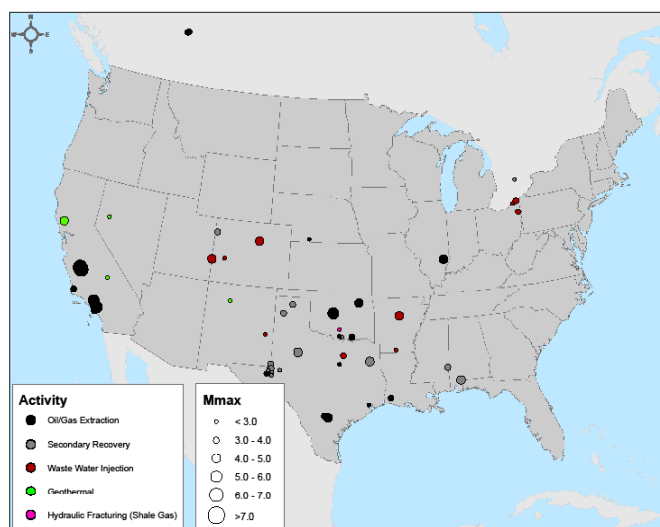 N
W E
S
Activity
Oil/Gas Extraction
Secondary Recovery
Waste Water Injection
Geothermal
Hydraulic Fracturing (Shale Gas)
Mmax
< 3.0
3.0 - 4.0
4.0 - 5.0
5.0 - 6.0
6.0 - 7.0
>7.0